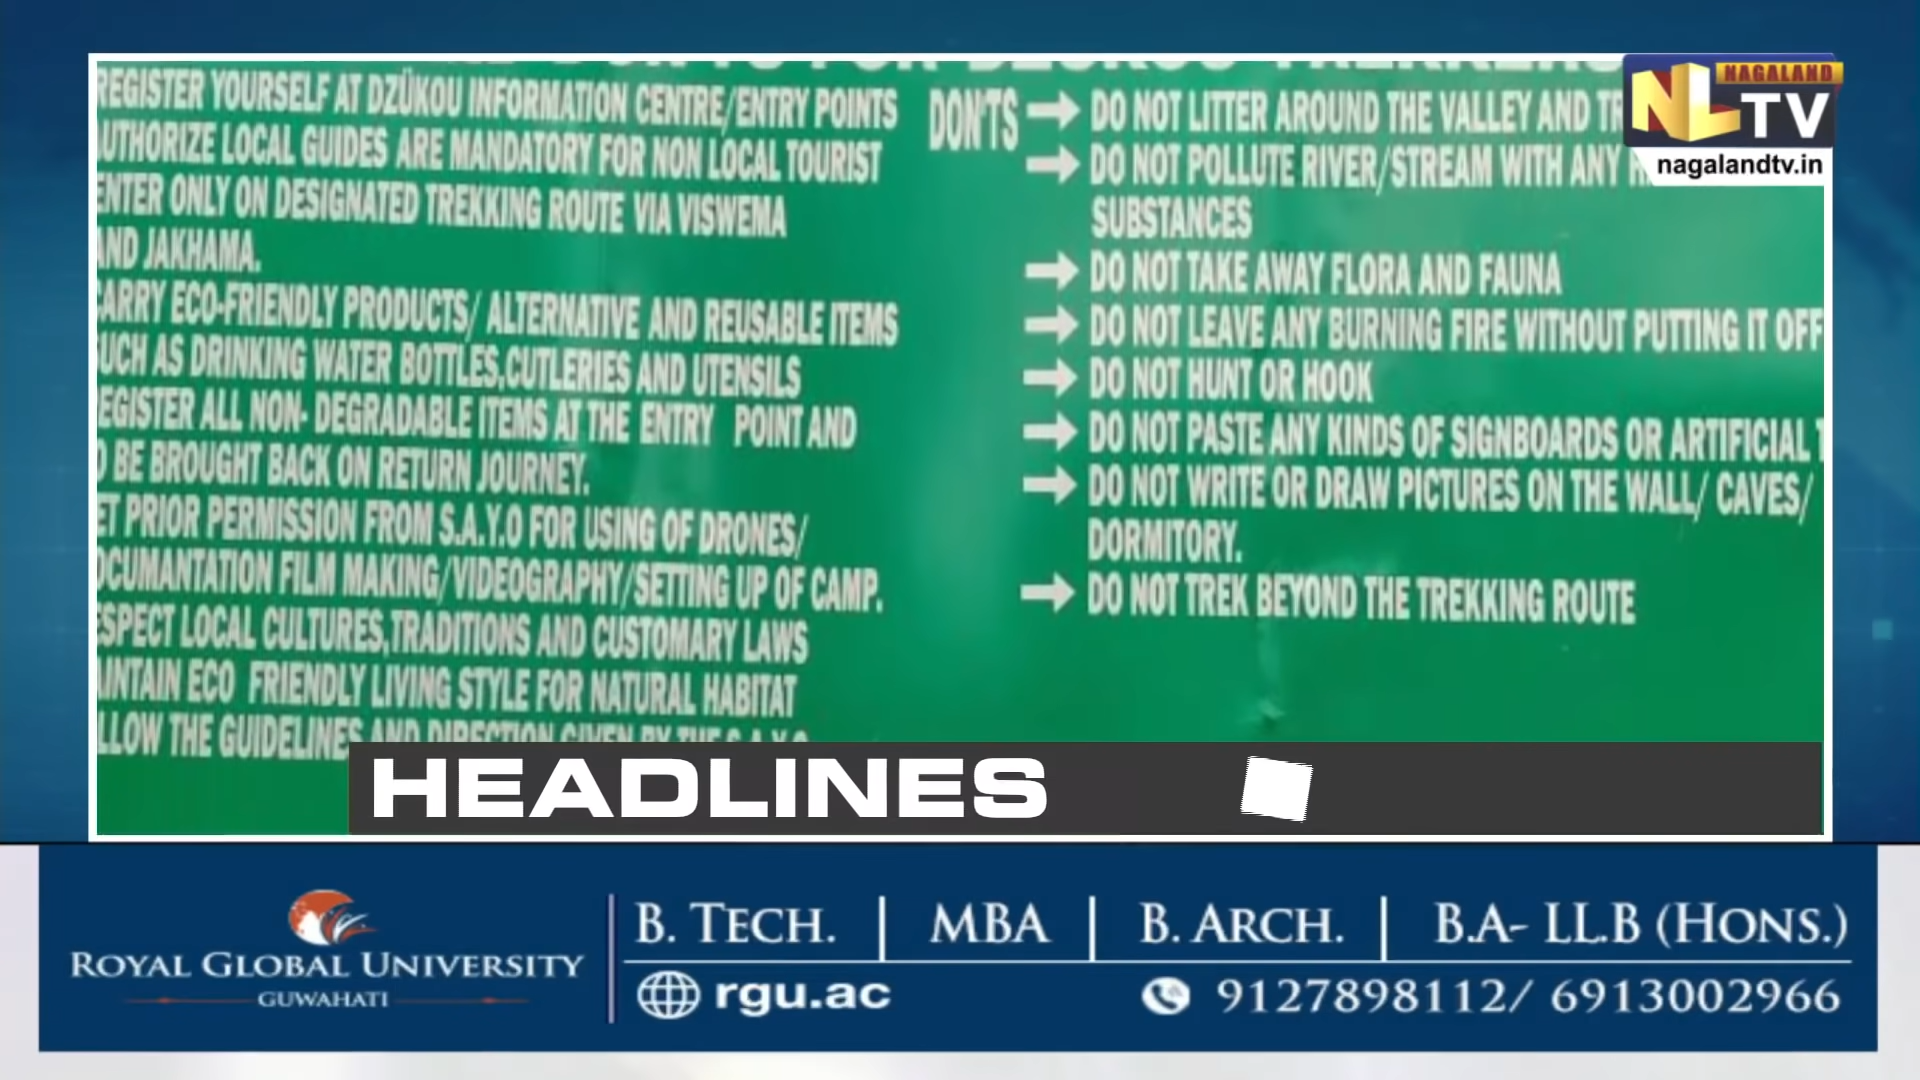 REGISTER YOURSELF AT DZÜKOU INFORMATION CENTRE/ENTRY POINTS
AUTHORIZE LOCAL GUIDES ARE MANDATORY FOR NON LOCAL TOURIST
ENTER ONLY ON DESIGNATED TREKKING ROUTE VIA VISWEMA
AND JAKHAMA.
CARRY ECO-FRIENDLY PRODUCTS/ ALTERNATIVE AND REUSABLE ITEMS
SUCH AS DRINKING WATER BOTTLES,CUTLERIES AND UTENSILS
EGISTER ALL NON- DEGRADABLE ITEMS AT THE ENTRY POINT AND
O BE BROUGHT BACK ON RETURN JOURNEY.
ET PRIOR PERMISSION FROM S.A.Y.O FOR USING OF DRONES/
OCUMANTATION FILM MAKING/VIDEOGRAPHY/SETTING UP OF CAMP.
ESPECT LOCAL CULTURES,TRADITIONS AND CUSTOMARY LAWS
AINTAIN ECO FRIENDLY LIVING STYLE FOR NATURAL HABITAT
LLOW THE GUIDELINES AND DIRECTION GIVEN BY THE S.A.Y.O
DON'TS → DO NOT LITTER AROUND THE VALLEY AND
→ DO NOT POLLUTE RIVER/STREAM WITH ANY
SUBSTANCES
→ DO NOT TAKE AWAY FLORA AND FAUNA
→ DO NOT LEAVE ANY BURNING FIRE WITHOUT PUTTING IT OFF
→ DO NOT HUNT OR HOOK
→ DO NOT PASTE ANY KINDS OF SIGNBOARDS OR ARTIFICIAL
→ DO NOT WRITE OR DRAW PICTURES ON THE WALL/ CAVES/
DORMITORY.
→ DO NOT TREK BEYOND THE TREKKING ROUTE
NAGALAND
NLTV
nagalandtv.in
HEADLINES
ROYAL GLOBAL UNIVERSITY
GUWAHATI
B. TECH. | MBA | B. ARCH. | B.A- LL.B (HONS.)
rgu.ac
9127898112/ 6913002966